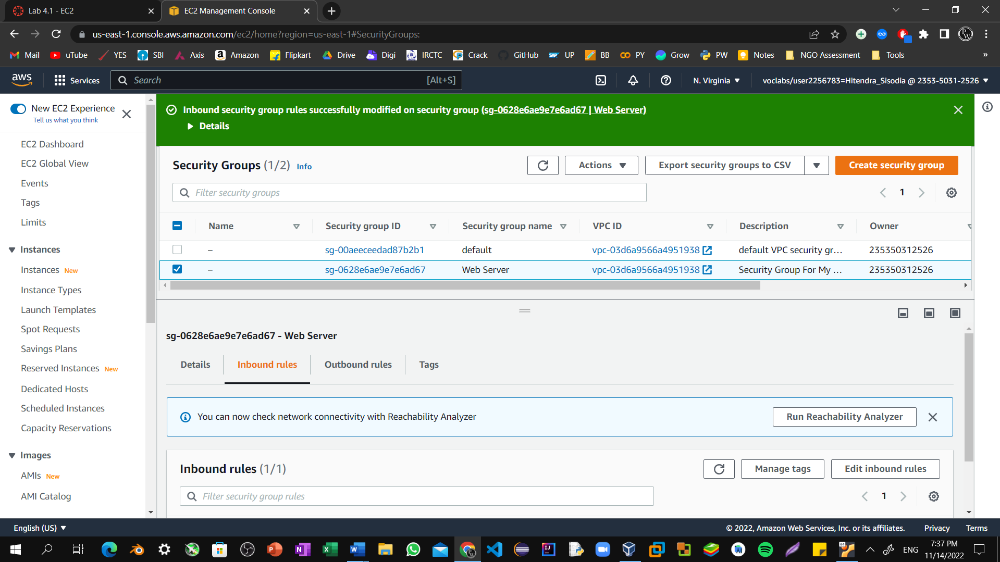 Lab 4.1 - EC2
EC2 Management Console
us-east-1.console.aws.amazon.com/ec2/home?region=us-east-1#SecurityGroups:
Mail uTube YES SBI Axis Amazon Flipkart Drive Digi IRCTC Crack GitHub UP BB PY Grow PW Notes NGO Assessment Tools »
aws Services Search [Alt+S] N. Virginia voclabs/user2256783=Hitendra_Sisodia @ 2353-5031-2526
New EC2 Experience
Tell us what you think
EC2 Dashboard
EC2 Global View
Events
Tags
Limits
Instances
Instances New
Instance Types
Launch Templates
Spot Requests
Savings Plans
Reserved Instances New
Dedicated Hosts
Scheduled Instances
Capacity Reservations
Images
AMIs New
AMI Catalog
Inbound security group rules successfully modified on security group (sg-0628e6ae9e7e6ad67 | Web Server)
Details
Security Groups (1/2) Info
Actions
Export security groups to CSV
Create security group
Filter security groups
1
Name Security group ID Security group name VPC ID Description Owner
– sg-00aeeceedad87b2b1 default vpc-03d6a9566a4951938 default VPC security gr... 235350312526
– sg-0628e6ae9e7e6ad67 Web Server vpc-03d6a9566a4951938 Security Group For My ... 235350312526
sg-0628e6ae9e7e6ad67 - Web Server
Details Inbound rules Outbound rules Tags
You can now check network connectivity with Reachability Analyzer
Run Reachability Analyzer
Inbound rules (1/1)
Manage tags
Edit inbound rules
Filter security group rules
1
English (US)
© 2022, Amazon Web Services, Inc. or its affiliates. Privacy Terms
ENG
7:37 PM
11/14/2022